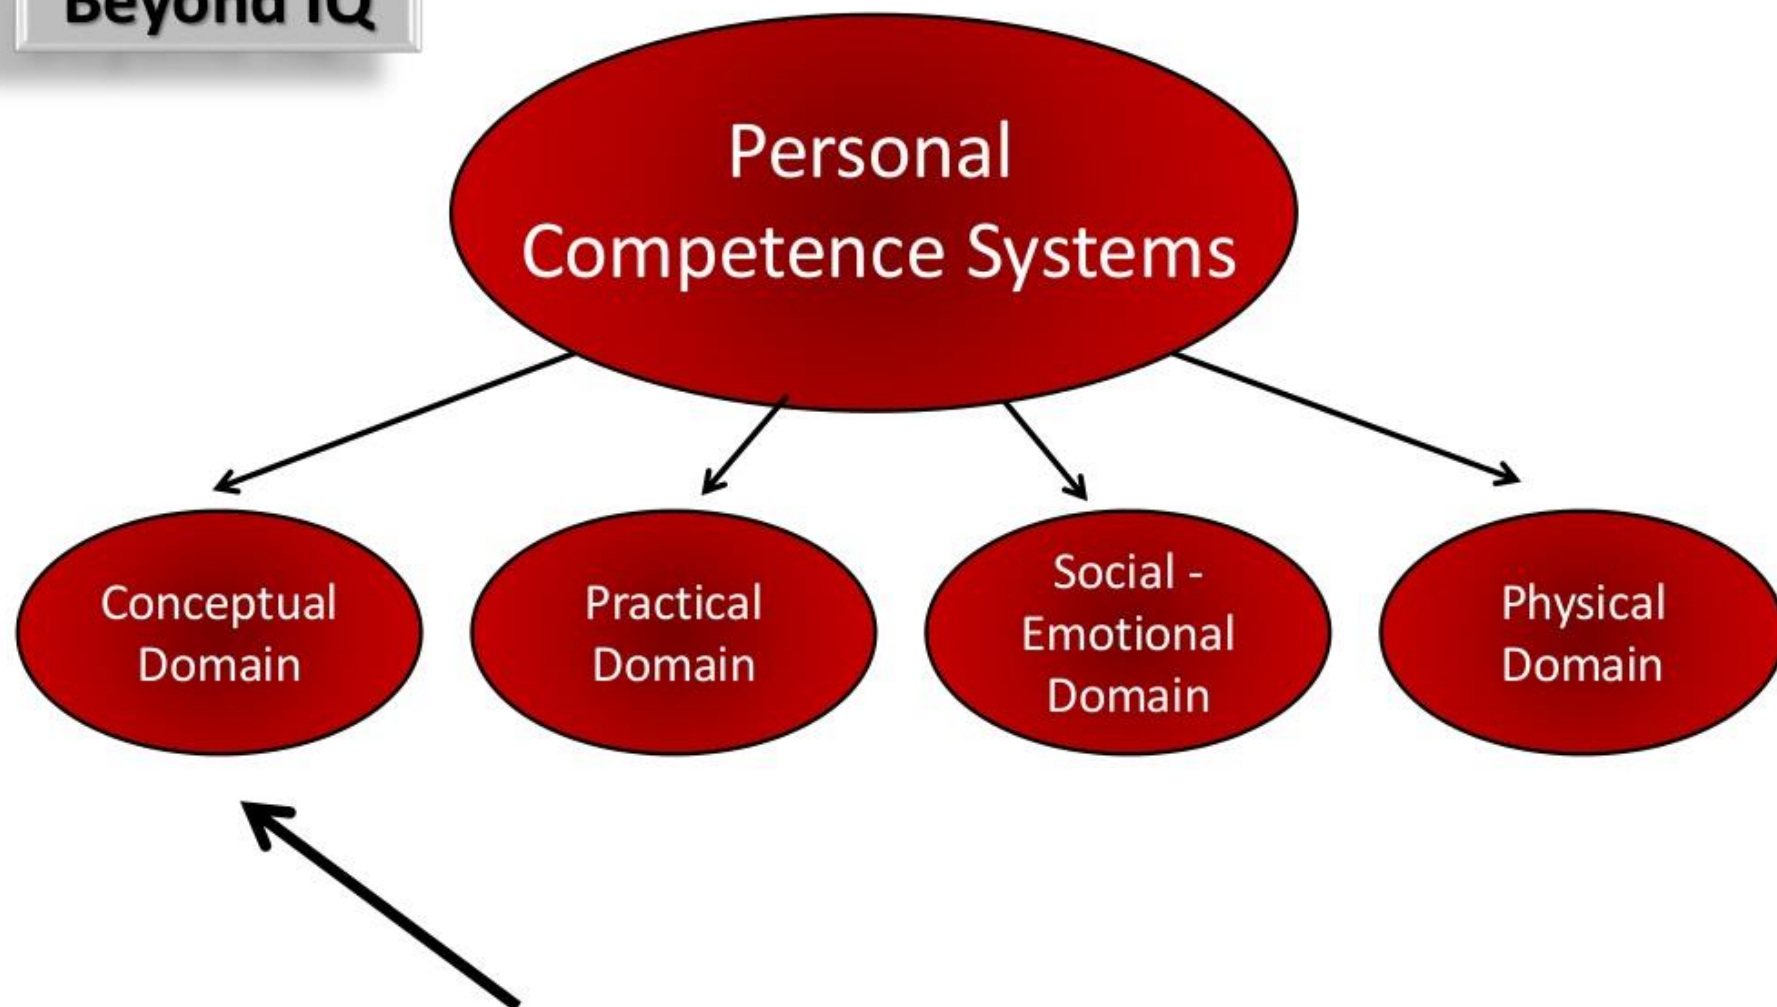 Beyond IQ
Personal
Competence Systems
Conceptual
Domain
Practical
Domain
Social -
Emotional
Domain
Physical
Domain